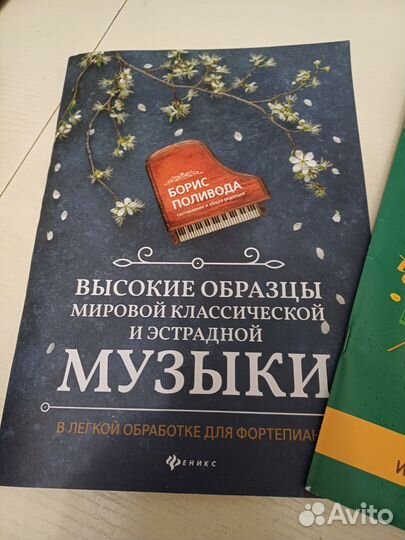 БОРИС
ПОЛИВОДА
составление и общая редакция
ВЫСОКИЕ ОБРАЗЦЫ
МИРОВОЙ КЛАССИЧЕСКОЙ
И ЭСТРАДНОЙ
МУЗЫКИ
В ЛЕГКОЙ ОБРАБОТКЕ ДЛЯ ФОРТЕПИАН
ФЕНИКС
И
Avito